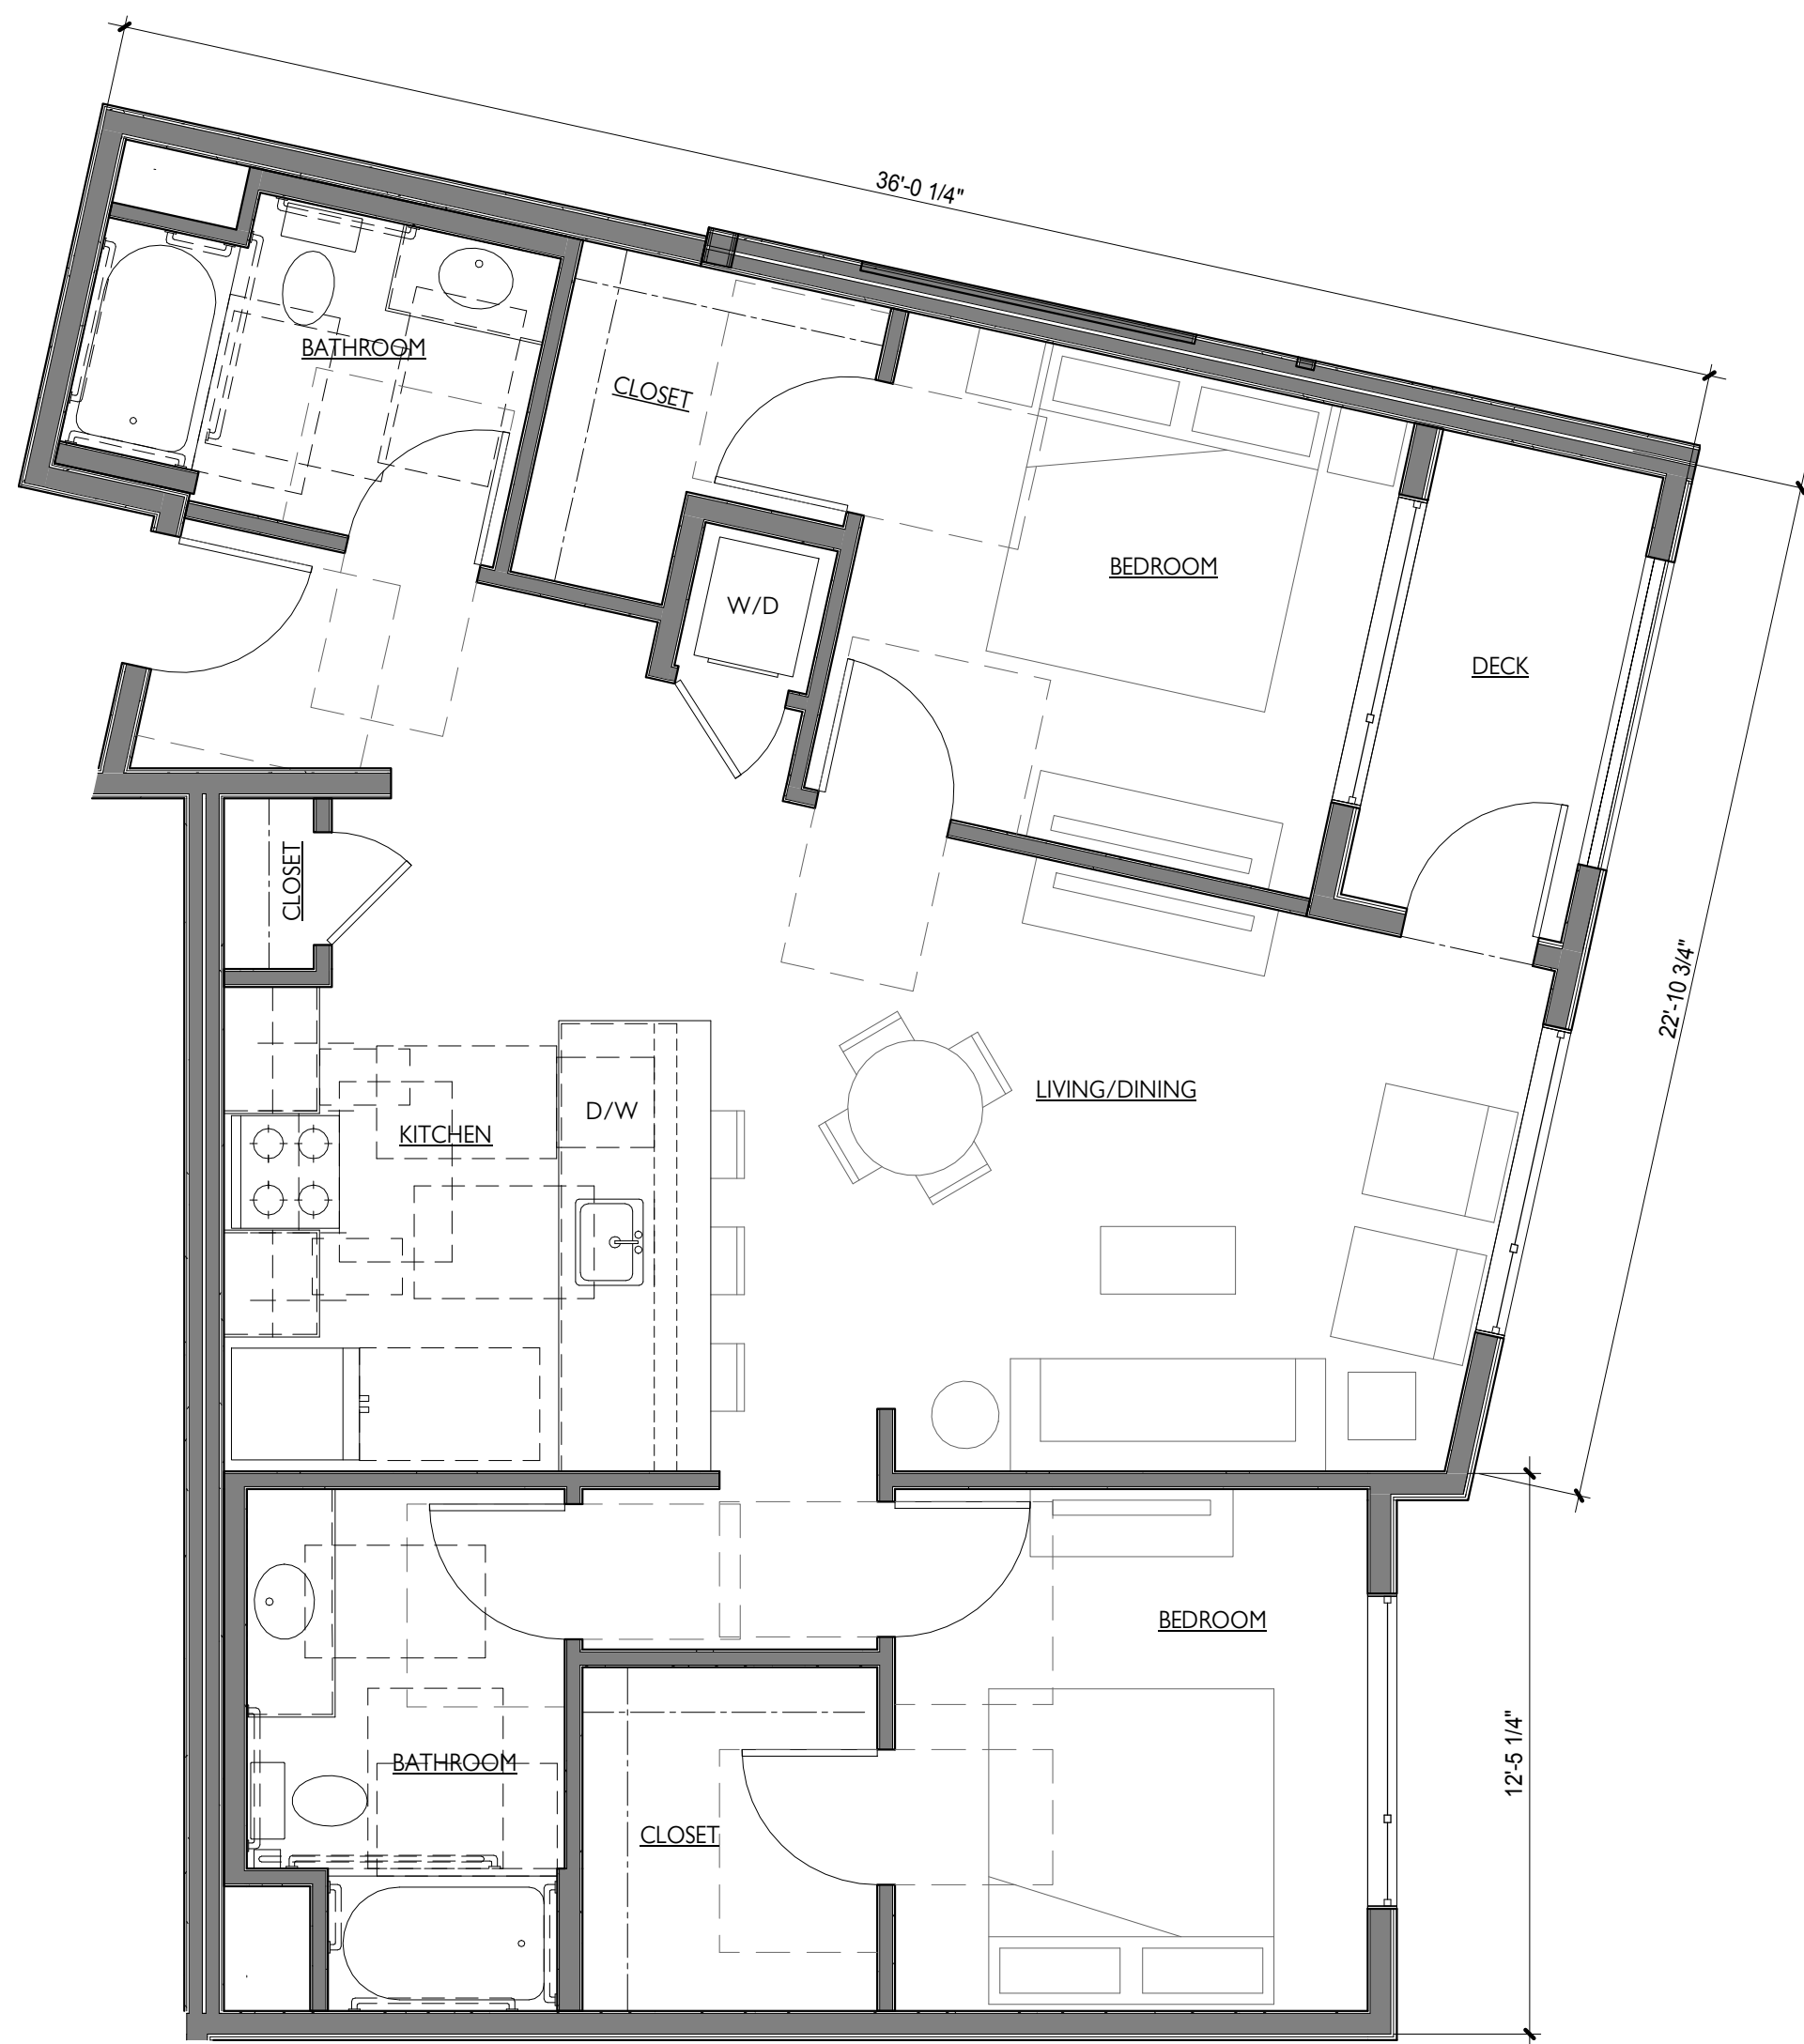 36'-0 1/4"
BATHROOM
CLOSET
BEDROOM
W/D
DECK
CLOSET
22'-10 3/4"
LIVING/DINING
D/W
KITCHEN
BEDROOM
12'-5 1/4"
BATHROOM
CLOSET